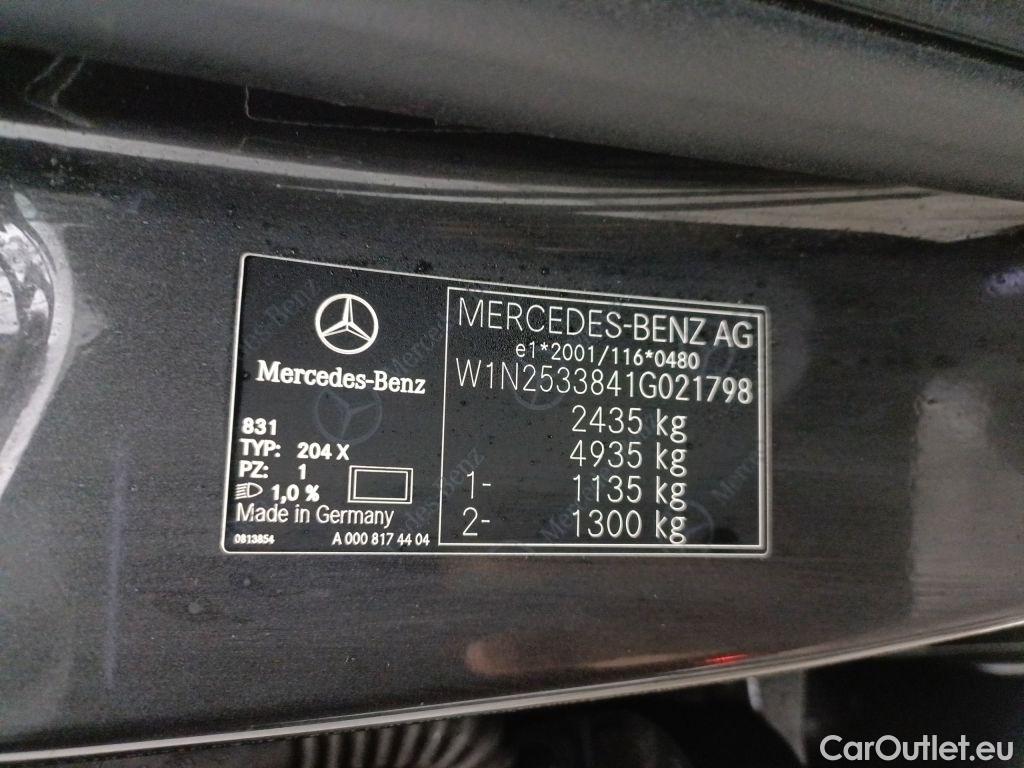 Mercedes-Benz
831
TYP: 204 X
PZ: 1
1,0 %
Made in Germany
0813854 A 000 817 44 04
MERCEDES-BENZ AG
e1*2001/116*0480
W1N2533841G021798
2435 kg
4935 kg
1- 1135 kg
2- 1300 kg
CarOutlet.eu